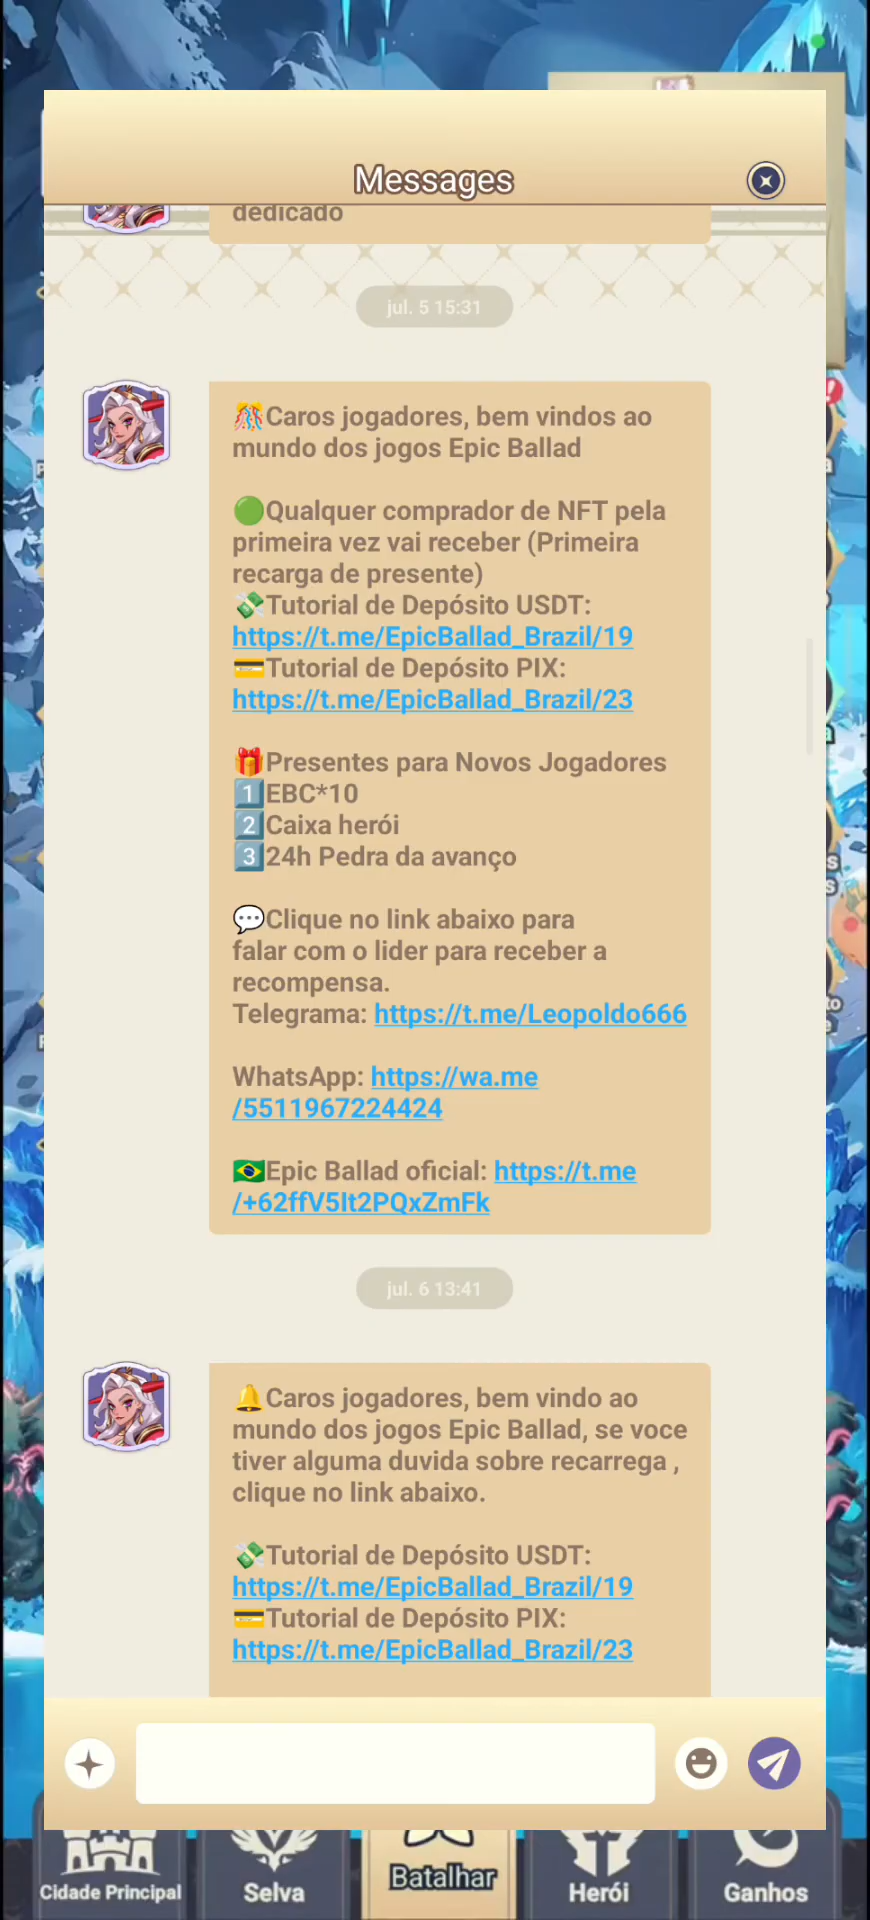 Messages
dedicado
jul. 5 15:31
🎊Caros jogadores, bem vindos ao
mundo dos jogos Epic Ballad
🟢Qualquer comprador de NFT pela
primeira vez vai receber (Primeira
recarga de presente)
💸Tutorial de Depósito USDT:
https://t.me/EpicBallad_Brazil/19
💳Tutorial de Depósito PIX:
https://t.me/EpicBallad_Brazil/23
🎁Presentes para Novos Jogadores
1️⃣EBC*10
2️⃣Caixa herói
3️⃣24h Pedra da avanço
💬Clique no link abaixo para
falar com o lider para receber a
recompensa.
Telegrama: https://t.me/Leopoldo666
WhatsApp: https://wa.me
/5511967224424
🇧🇷Epic Ballad oficial: https://t.me
/+62ffV5It2PQxZmFk
jul. 6 13:41
🔔Caros jogadores, bem vindo ao
mundo dos jogos Epic Ballad, se voce
tiver alguma duvida sobre recarrega ,
clique no link abaixo.
💸Tutorial de Depósito USDT:
https://t.me/EpicBallad_Brazil/19
💳Tutorial de Depósito PIX:
https://t.me/EpicBallad_Brazil/23
Cidade Principal
Selva
Batalhar
Herói
Ganhos